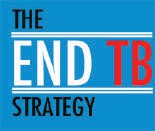 THE
END TB
STRATEGY